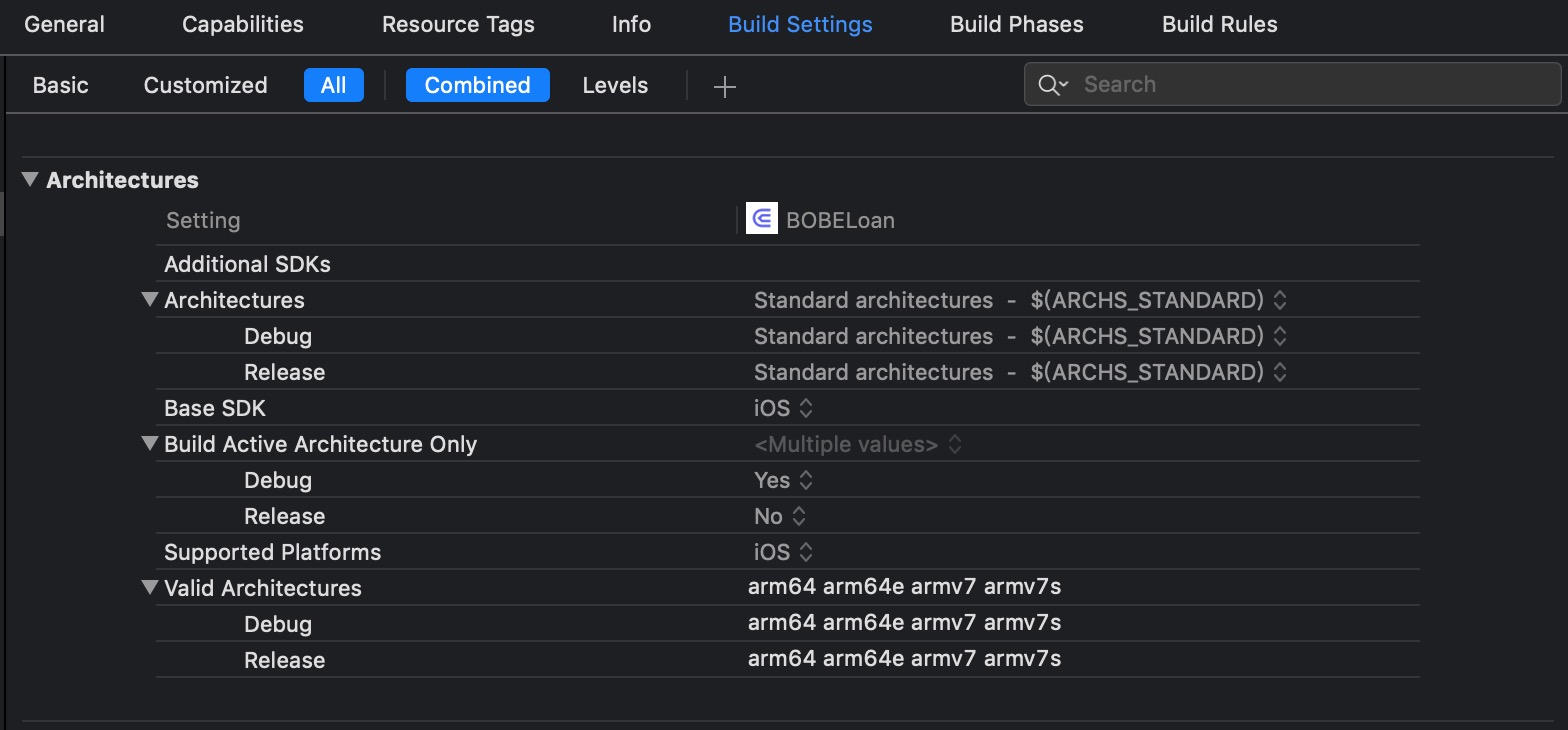 General Capabilities Resource Tags Info Build Settings Build Phases Build Rules
Basic Customized All Combined Levels + Search
Architectures
Setting BOBELoan
Additional SDKs
Architectures Standard architectures - $(ARCHS_STANDARD)
Debug Standard architectures - $(ARCHS_STANDARD)
Release Standard architectures - $(ARCHS_STANDARD)
Base SDK iOS
Build Active Architecture Only <Multiple values>
Debug Yes
Release No
Supported Platforms iOS
Valid Architectures arm64 arm64e armv7 armv7s
Debug arm64 arm64e armv7 armv7s
Release arm64 arm64e armv7 armv7s